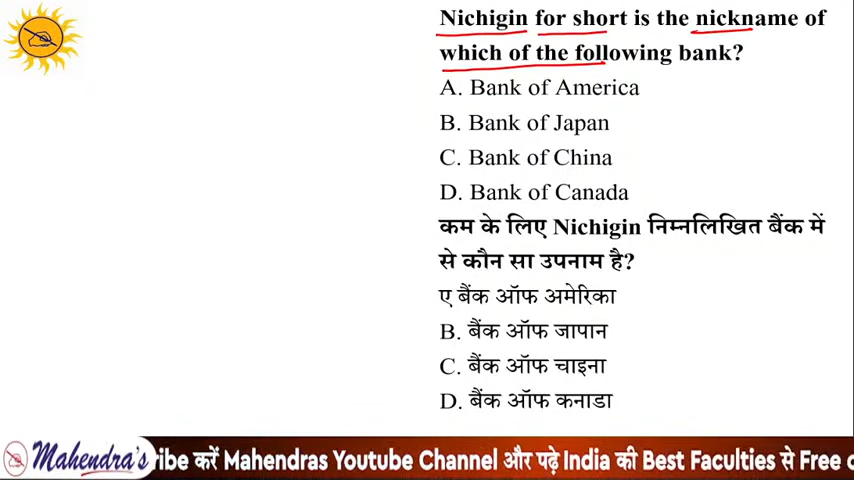 Nichigin for short is the nickname of
which of the following bank?
A. Bank of America
B. Bank of Japan
C. Bank of China
D. Bank of Canada
कम के लिए Nichigin निम्नलिखित बैंक में
से कौन सा उपनाम है?
ए बैंक ऑफ अमेरिका
B. बैंक ऑफ जापान
C. बैंक ऑफ चाइना
D. बैंक ऑफ कनाडा
Mahendra's ribe करें Mahendras Youtube Channel और पढ़े India की Best Faculties से Free